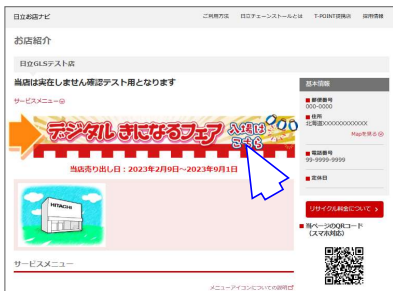 日立お店ナビ
ご利用方法 日立チェーンストールとは T-POINT提携店 採用情報
お店紹介
日立GLSテスト店
当店は実在しません確認テスト用となります
サービスメニュー
デジタル きになるフェア 入場はこちら
当店売り出し日:2023年2月9日~2023年9月1日
HITACHI
サービスメニュー
メニューアイコンについての説明
基本情報
■ 郵便番号
000-0000
■ 住所
北海道XXXXXXXXXXX
Mapを見る
■ 電話番号
99-9999-9999
■ 定休日
リサイクル料金について
■ 当ページのQRコード
(スマホ対応)